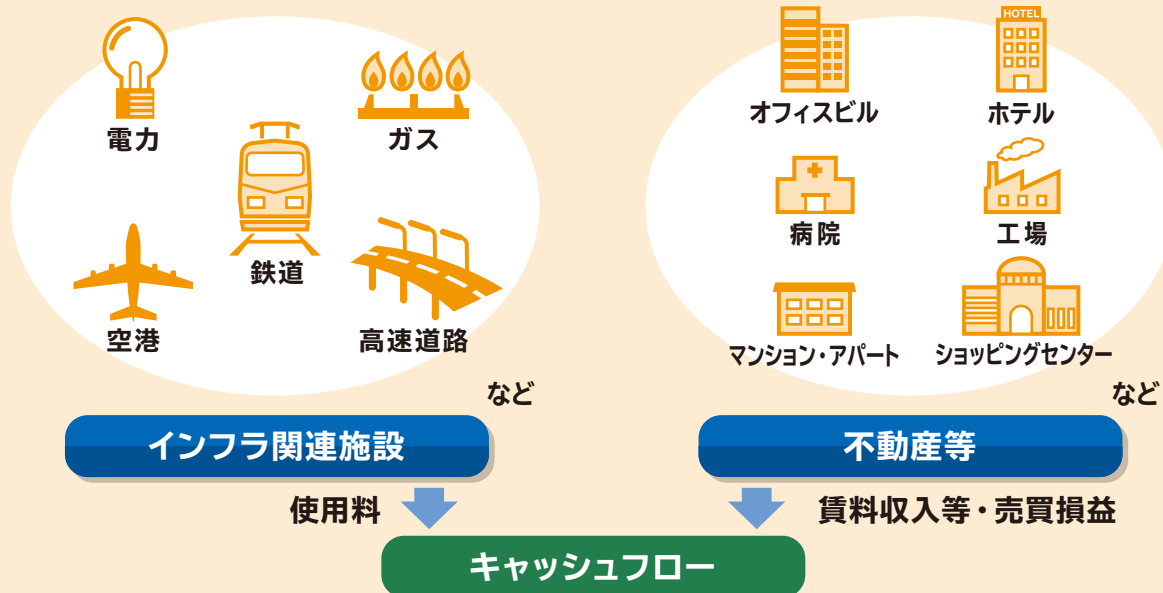 電力
ガス
鉄道
空港
高速道路
など
インフラ関連施設
使用料
HOTEL
オフィスビル
ホテル
病院
工場
マンション・アパート
ショッピングセンター
など
不動産等
賃料収入等・売買損益
キャッシュフロー